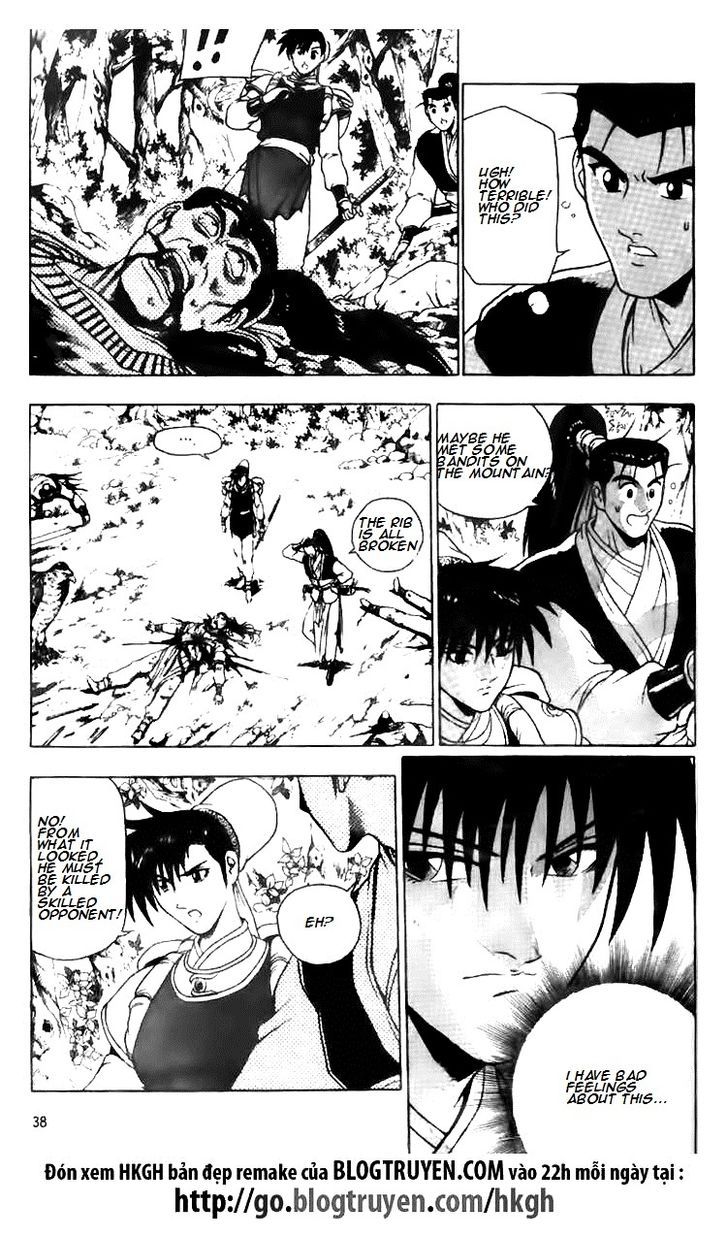 !!
UGH!
HOW
TERRIBLE!
WHO DID
THIS?
...
THE RIB
IS ALL
BROKEN!
MAYBE HE
MET SOME
BANDITS ON
THE MOUNTAIN?
NO!
FROM
WHAT IT
LOOKED,
HE MUST
BE KILLED
BY A
SKILLED
OPPONENT!
EH?
I HAVE BAD
FEELINGS
ABOUT THIS...
38
Đón xem HKGH bản đẹp remake của BLOGTRUYEN.COM vào 22h mỗi ngày tại :
http://go.blogtruyen.com/hkgh